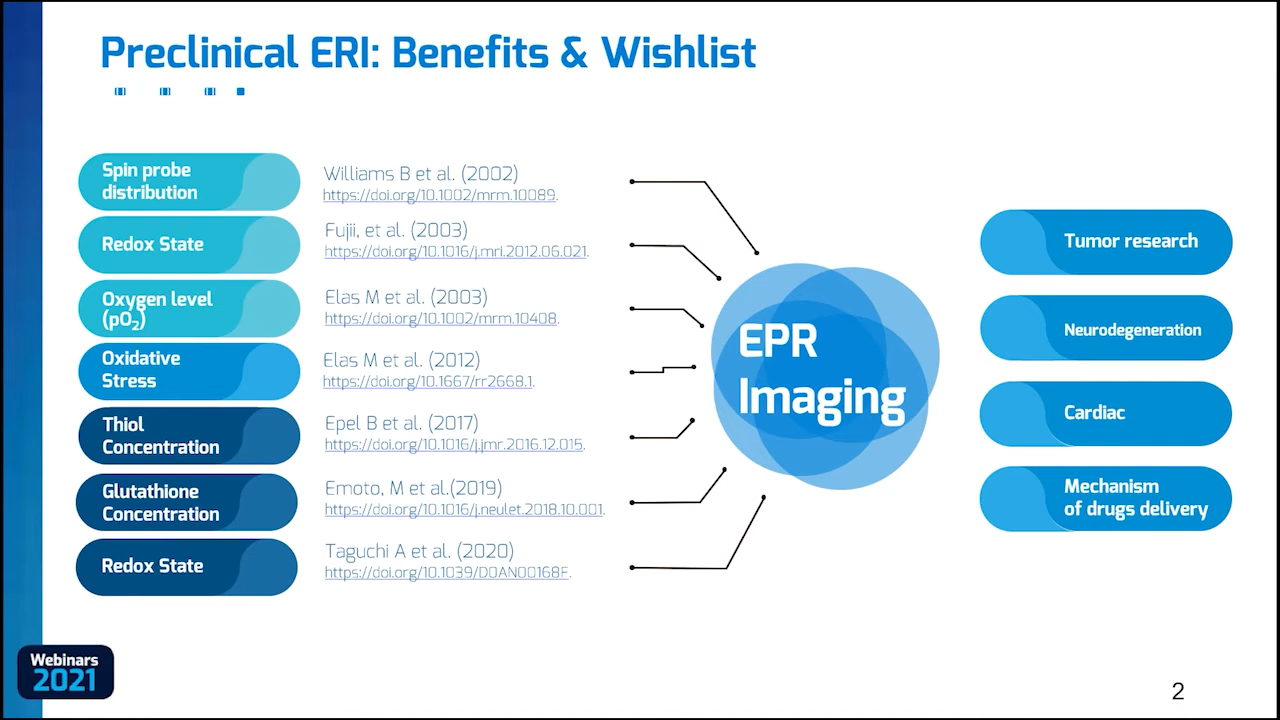 Preclinical ERI: Benefits & Wishlist
Spin probe
distribution
Williams B et al. (2002)
https://doi.org/10.1002/mrm.10089.
Redox State
Fujii, et al. (2003)
https://doi.org/10.1016/j.mri.2012.06.021.
Oxygen level
(pO₂)
Elas M et al. (2003)
https://doi.org/10.1002/mrm.10408.
Oxidative
Stress
Elas M et al. (2012)
https://doi.org/10.1667/rr2668.1.
Thiol
Concentration
Epel B et al. (2017)
https://doi.org/10.1016/j.jmr.2016.12.015.
Glutathione
Concentration
Emoto, M et al.(2019)
https://doi.org/10.1016/j.neulet.2018.10.001.
Redox State
Taguchi A et al. (2020)
https://doi.org/10.1039/D0AN00168F.
EPR
Imaging
Tumor research
Neurodegeneration
Cardiac
Mechanism
of drugs delivery
Webinars
2021
2